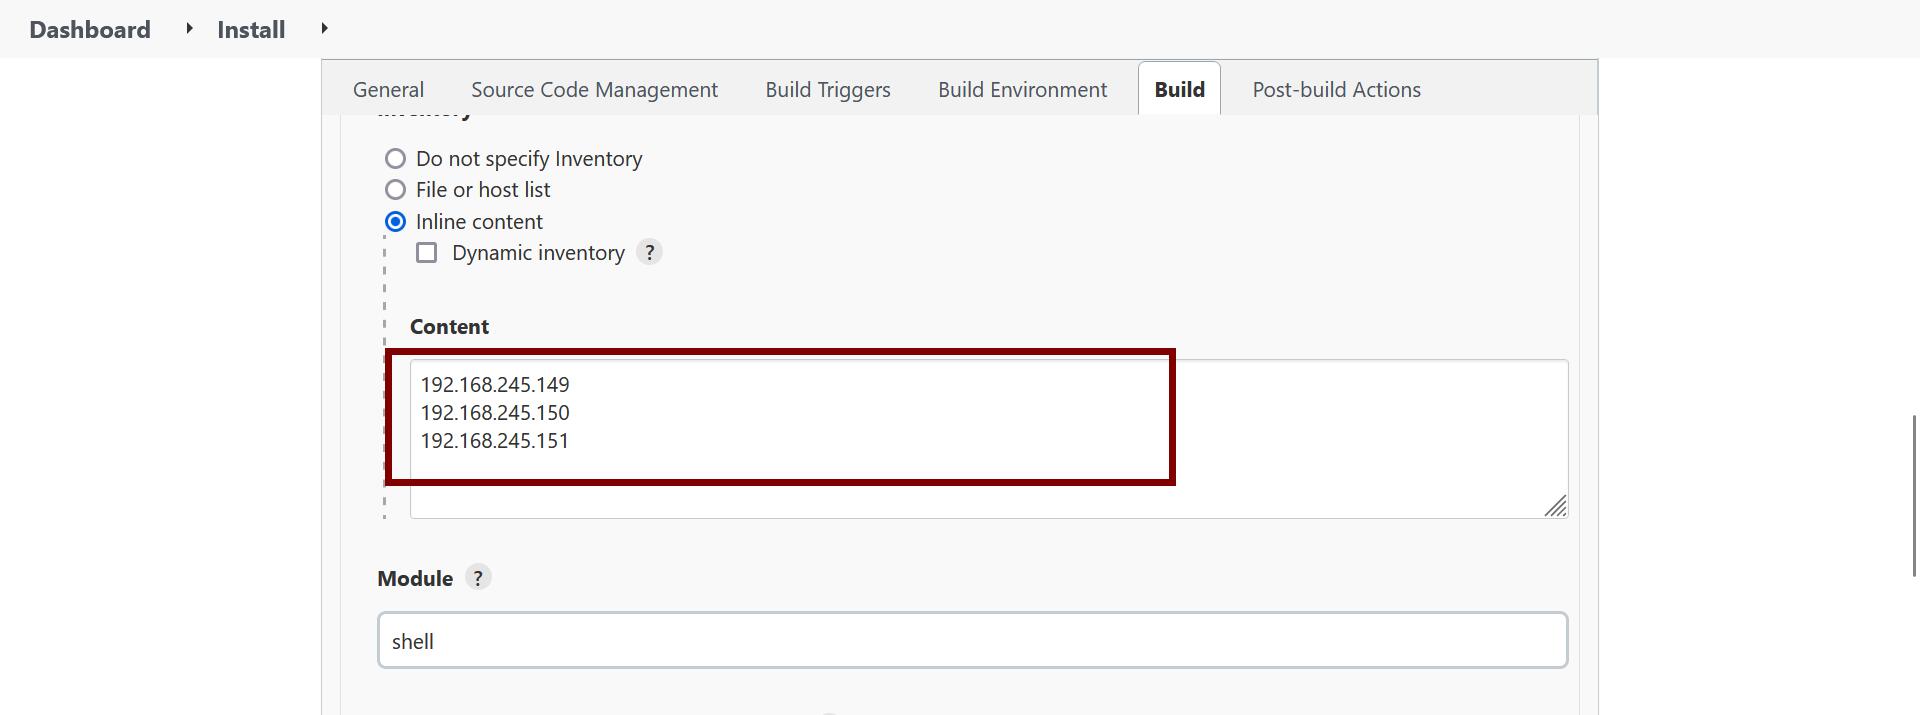 Dashboard Install
General Source Code Management Build Triggers Build Environment Build Post-build Actions
Inventory
Do not specify Inventory
File or host list
Inline content
Dynamic inventory ?
Content
192.168.245.149
192.168.245.150
192.168.245.151
Module ?
shell